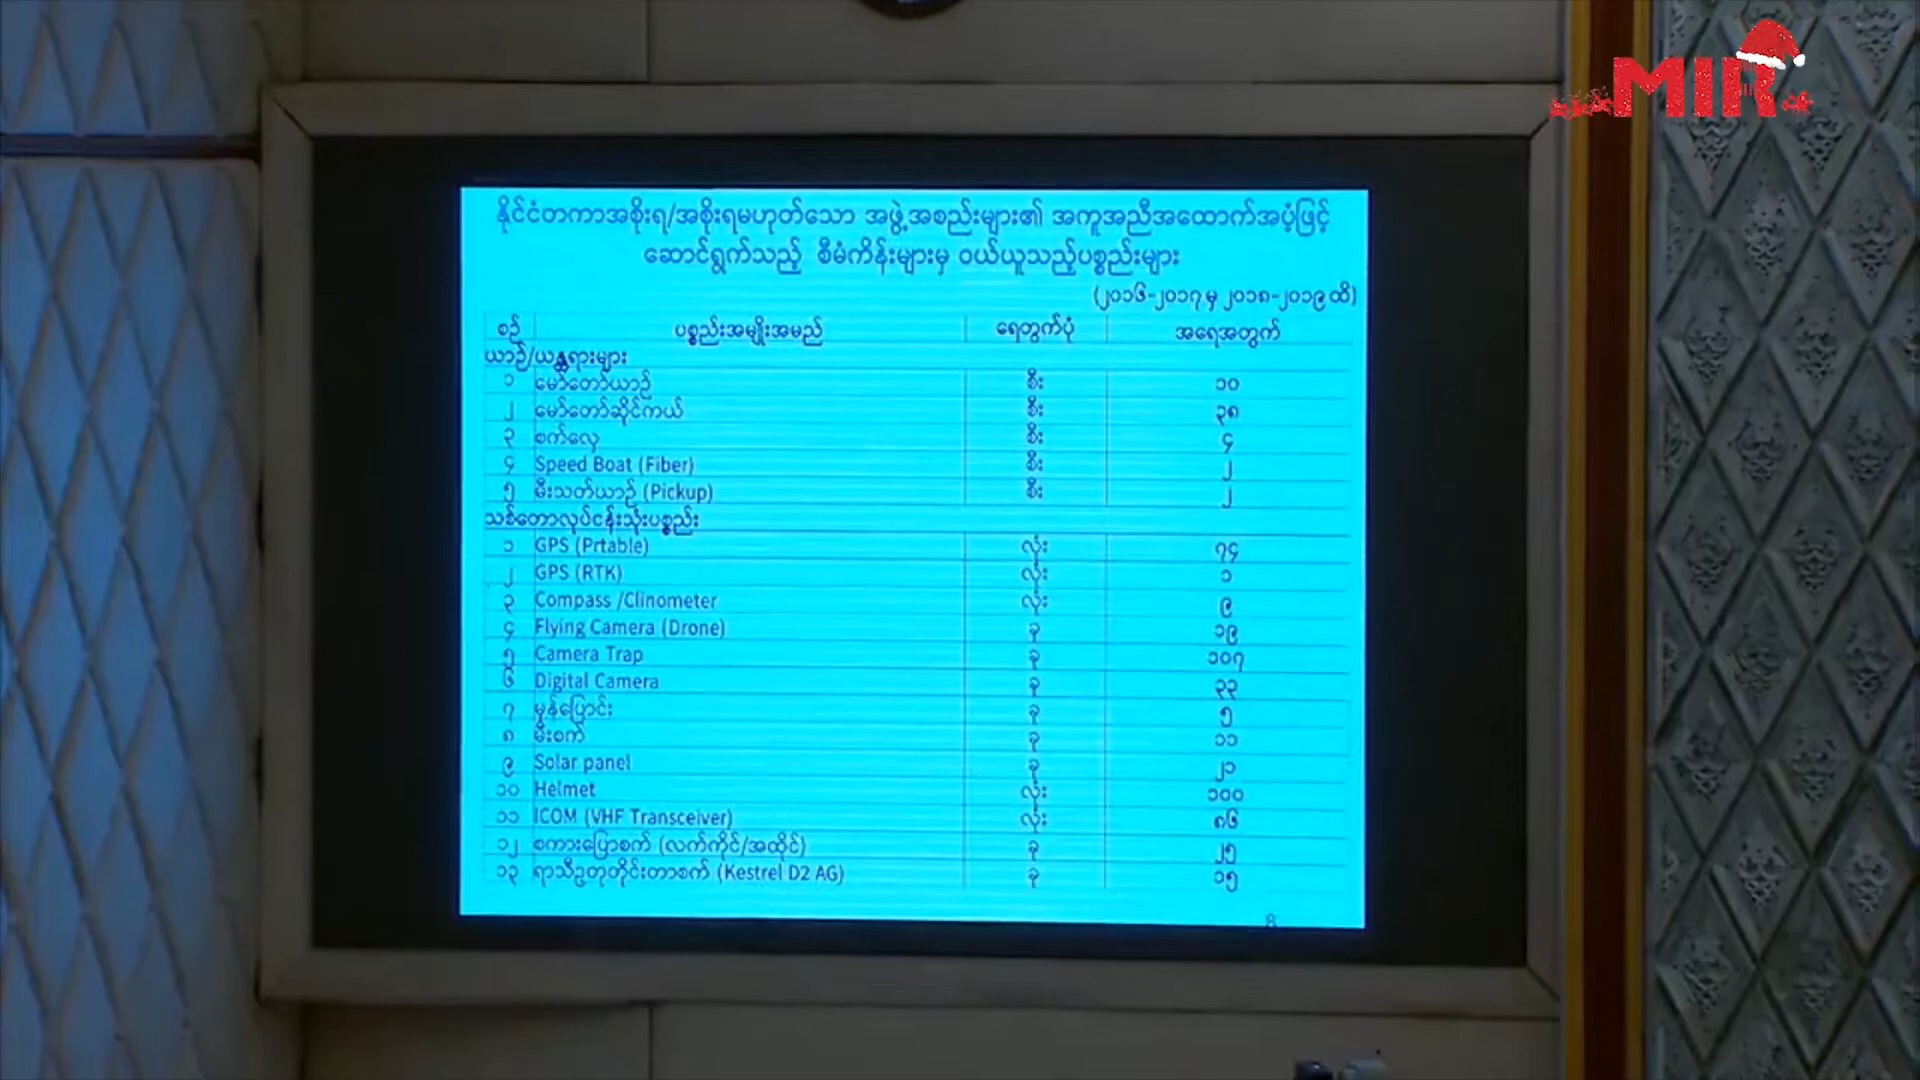 MIR
နိုင်ငံတကာအစိုးရ/အစိုးရမဟုတ်သော အဖွဲ့အစည်းများ၏ အကူအညီအထောက်အပံ့ဖြင့်
ဆောင်ရွက်သည့် စီမံကိန်းများမှ ဝယ်ယူသည့်ပစ္စည်းများ
(၂၀၁၆-၂၀၁၇ မှ ၂၀၁၈-၂၀၁၉ ထိ)
စဉ် ပစ္စည်းအမျိုးအမည် ရေတွက်ပုံ အရေအတွက်
ယာဉ်/ယန္တရားများ
၁ မော်တော်ယာဉ် စီး ၁၀
၂ မော်တော်ဆိုင်ကယ် စီး ၃၈
၃ စက်လှေ စီး ၄
၄ Speed Boat (Fiber) စီး ၂
၅ မီးသတ်ယာဉ် (Pickup) စီး ၂
သစ်တောလုပ်ငန်းသုံးပစ္စည်း
၁ GPS (Prtable) လုံး ၇၄
၂ GPS (RTK) လုံး ၁
၃ Compass /Clinometer လုံး ၉
၄ Flying Camera (Drone) ခု ၁၉
၅ Camera Trap ခု ၁၀၇
၆ Digital Camera ခု ၃၃
၇ မှန်ပြောင်း ခု ၅
၈ မီးစက် ခု ၁၁
၉ Solar panel ခု ၂၁
၁၀ Helmet လုံး ၁၀၀
၁၁ ICOM (VHF Transceiver) လုံး ၈၆
၁၂ စကားပြောစက် (လက်ကိုင်/အထိုင်) ခု ၂၅
၁၃ ရာသီဥတုတိုင်းတာစက် (Kestrel D2 AG) ခု ၁၅
8